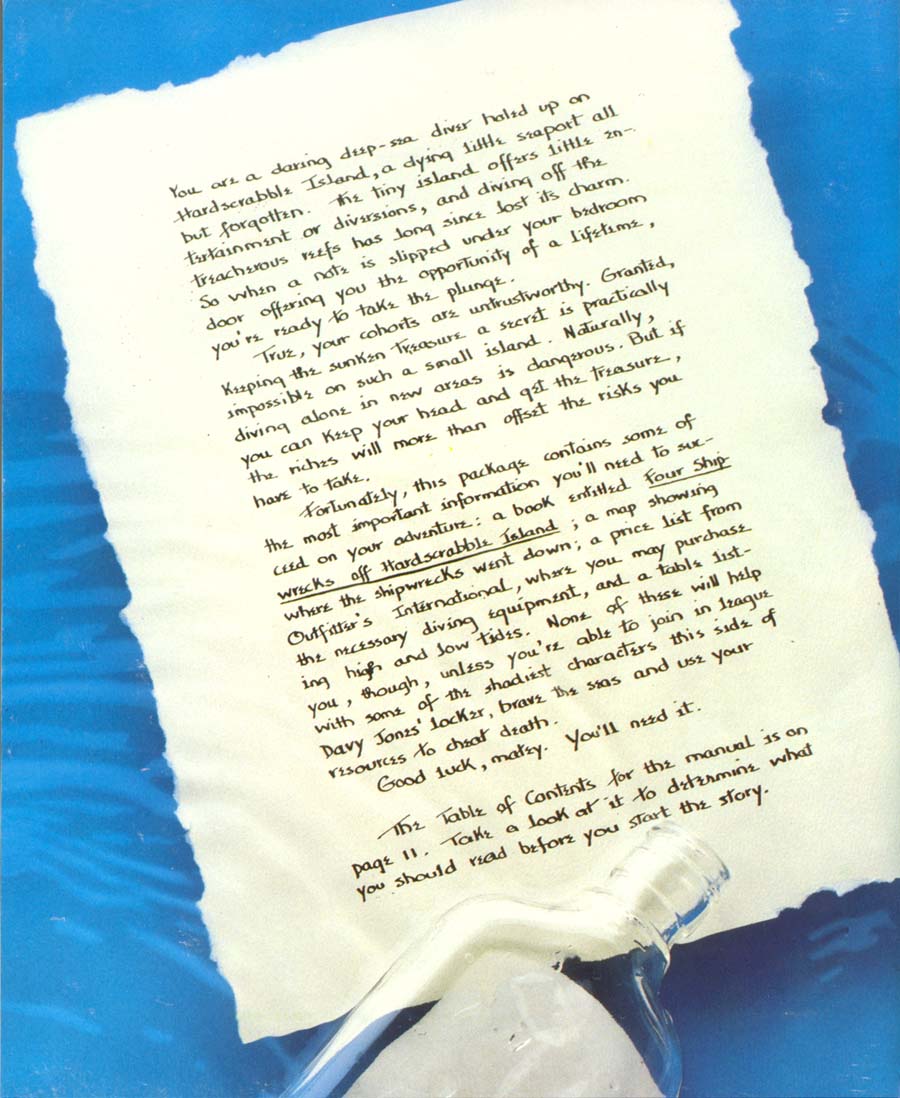 You are a daring deep-sea diver holed up on
Hardscrabble Island, a dying little seaport all
but forgotten. The tiny island offers little en-
tertainment or diversions, and diving off the
treacherous reefs has long since lost its charm.
So when a note is slipped under your bedroom
door offering you the opportunity of a lifetime,
you're ready to take the plunge.
True, your cohorts are untrustworthy. Granted,
Keeping the sunken treasure a secret is practically
impossible on such a small island. Naturally,
diving alone in new areas is dangerous. But if
you can keep your head and get the treasure,
the riches will more than offset the risks you
have to take.
Fortunately, this package contains some of
the most important information you'll need to suc-
ceed on your adventure: a book entitled Four Ship-
wrecks off Hardscrabble Island; a map showing
where the shipwrecks went down; a price list from
Outfitter's International, where you may purchase
the necessary diving equipment, and a table list-
ing high and low tides. None of these will help
you, though, unless you're able to join in league
with some of the shadiest characters this side of
Davy Jones' locker, brave the seas and use your
resources to cheat death.
Good luck, matey. You'll need it.
The Table of Contents for the manual is on
page 11. Take a look at it to determine what
you should read before you start the story.